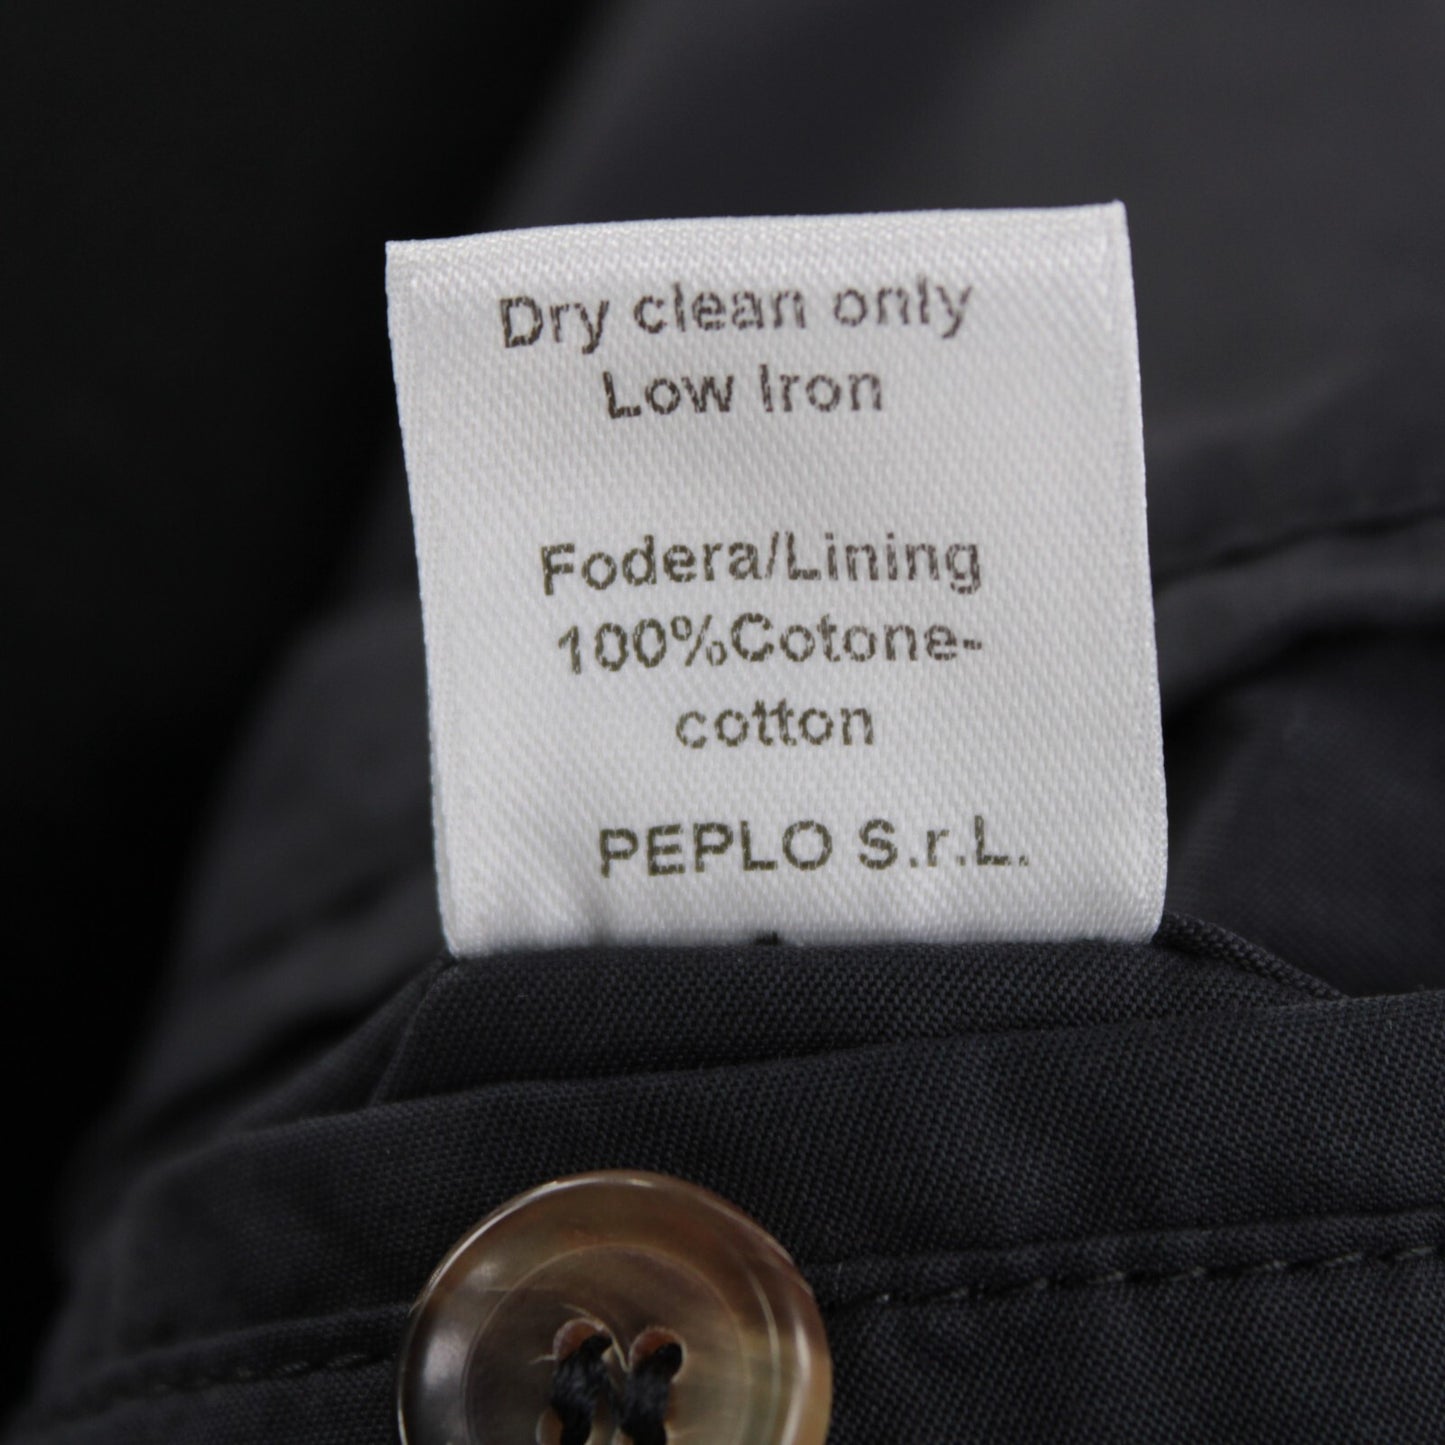 Dry clean only
Low Iron
Fodera/Lining
100%Cotone-
cotton
PEPLO S.r.L.